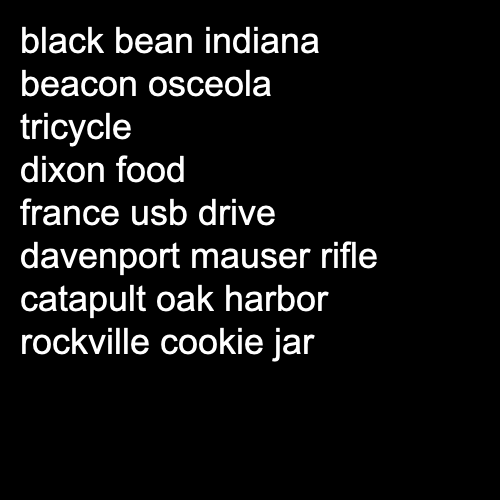 black bean indiana
beacon osceola
tricycle
dixon food
france usb drive
davenport mauser rifle
catapult oak harbor
rockville cookie jar